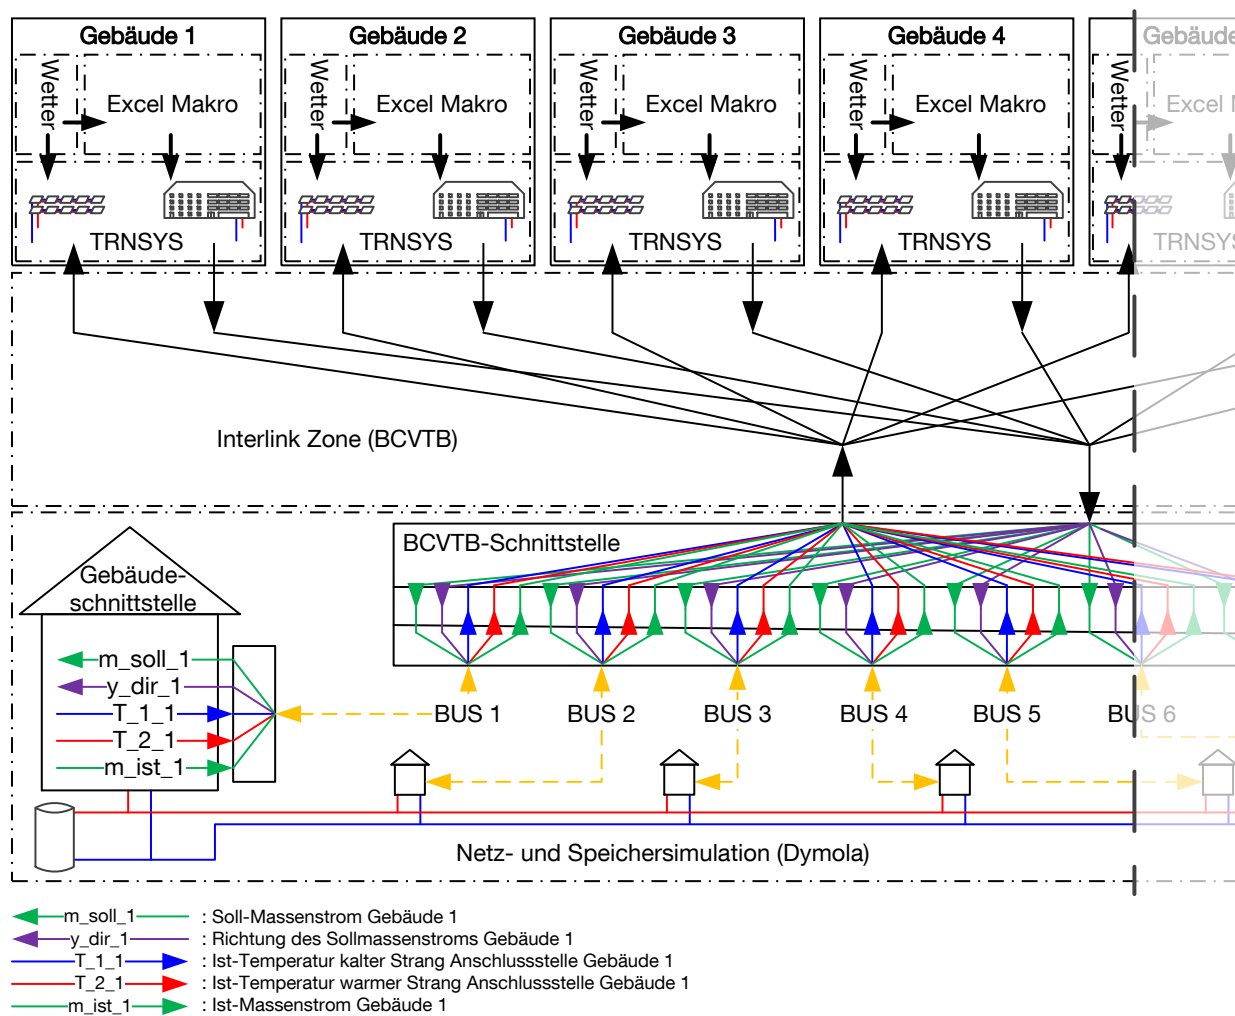 Gebäude 1
Gebäude 2
Gebäude 3
Gebäude 4
Gebäude
Wetter
Excel Makro
Wetter
Excel Makro
Wetter
Excel Makro
Wetter
Excel Makro
Wetter
Excel M
TRNSYS
TRNSYS
TRNSYS
TRNSYS
TRNSYS
Interlink Zone (BCVTB)
BCVTB-Schnittstelle
Gebäude-
schnittstelle
m_soll_1
y_dir_1
T_1_1
T_2_1
m_ist_1
BUS 1
BUS 2
BUS 3
BUS 4
BUS 5
BUS 6
Netz- und Speichersimulation (Dymola)
m_soll_1 : Soll-Massenstrom Gebäude 1
y_dir_1 : Richtung des Sollmassenstroms Gebäude 1
T_1_1 : Ist-Temperatur kalter Strang Anschlussstelle Gebäude 1
T_2_1 : Ist-Temperatur warmer Strang Anschlussstelle Gebäude 1
m_ist_1 : Ist-Massenstrom Gebäude 1